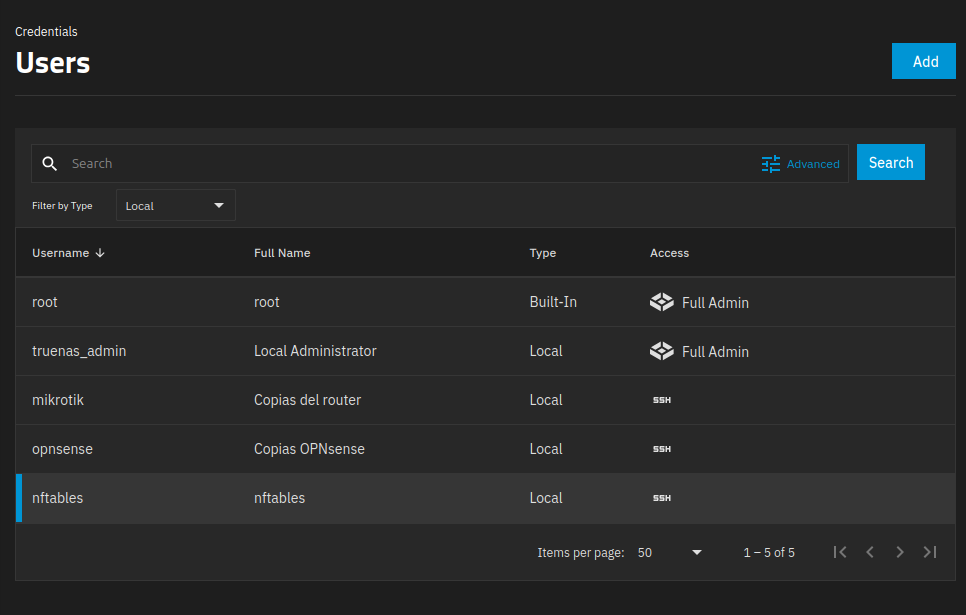 Credentials
Users
Add
Search
Advanced
Search
Filter by Type
Local
Username Full Name Type Access
root root Built-In Full Admin
truenas_admin Local Administrator Local Full Admin
mikrotik Copias del router Local SSH
opnsense Copias OPNsense Local SSH
nftables nftables Local SSH
Items per page: 50 1 – 5 of 5